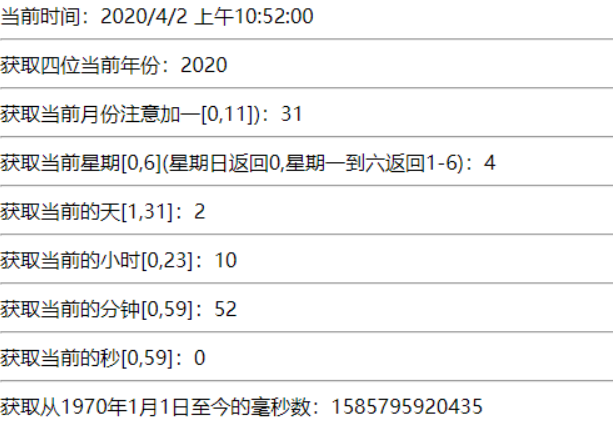 当前时间：2020/4/2 上午10:52:00
获取四位当前年份：2020
获取当前月份注意加一[0,11])：31
获取当前星期[0,6](星期日返回0,星期一到六返回1-6)：4
获取当前的天[1,31]：2
获取当前的小时[0,23]：10
获取当前的分钟[0,59]：52
获取当前的秒[0,59]：0
获取从1970年1月1日至今的毫秒数：1585795920435